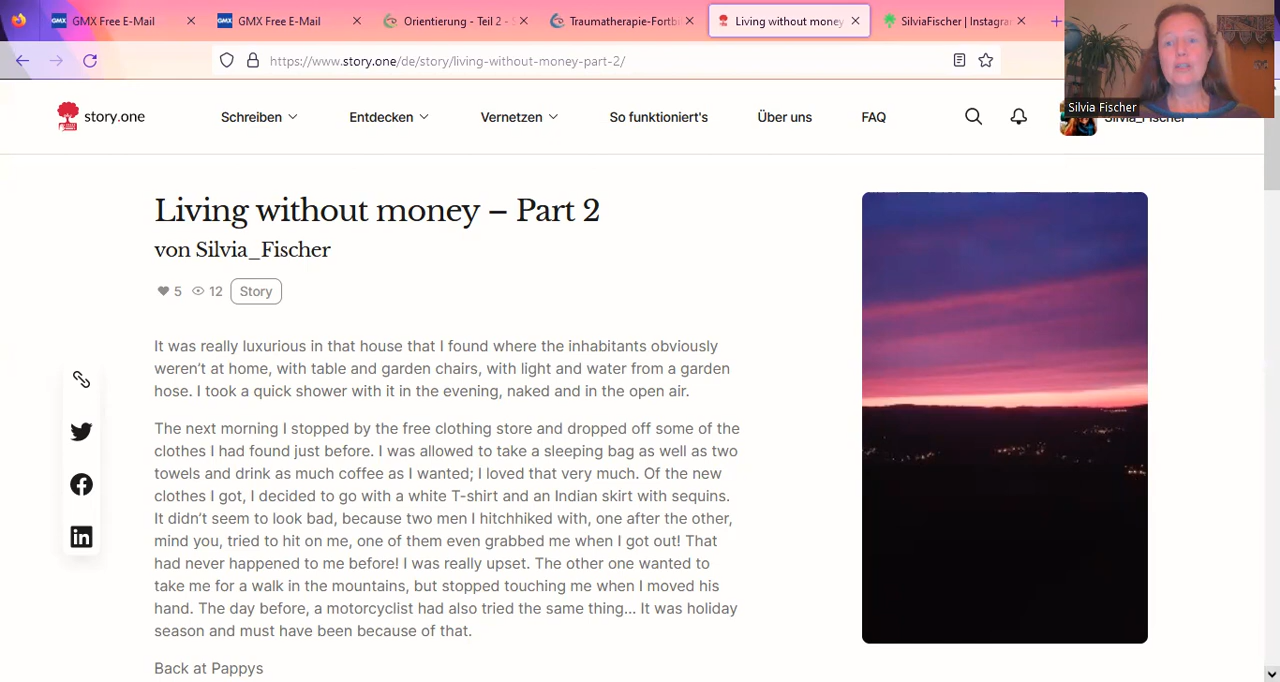 GMX Free E-Mail
GMX Free E-Mail
Orientierung - Teil 2 -
Traumatherapie-Fortbi
Living without money
SilviaFischer | Instagra
https://www.story.one/de/story/living-without-money-part-2/
Silvia Fischer
story.one
Schreiben
Entdecken
Vernetzen
So funktioniert's
Über uns
FAQ
Silvia_Fischer
Living without money – Part 2
von Silvia_Fischer
5
12
Story
It was really luxurious in that house that I found where the inhabitants obviously
weren’t at home, with table and garden chairs, with light and water from a garden
hose. I took a quick shower with it in the evening, naked and in the open air.
The next morning I stopped by the free clothing store and dropped off some of the
clothes I had found just before. I was allowed to take a sleeping bag as well as two
towels and drink as much coffee as I wanted; I loved that very much. Of the new
clothes I got, I decided to go with a white T-shirt and an Indian skirt with sequins.
It didn’t seem to look bad, because two men I hitchhiked with, one after the other,
mind you, tried to hit on me, one of them even grabbed me when I got out! That
had never happened to me before! I was really upset. The other one wanted to
take me for a walk in the mountains, but stopped touching me when I moved his
hand. The day before, a motorcyclist had also tried the same thing... It was holiday
season and must have been because of that.
Back at Pappys